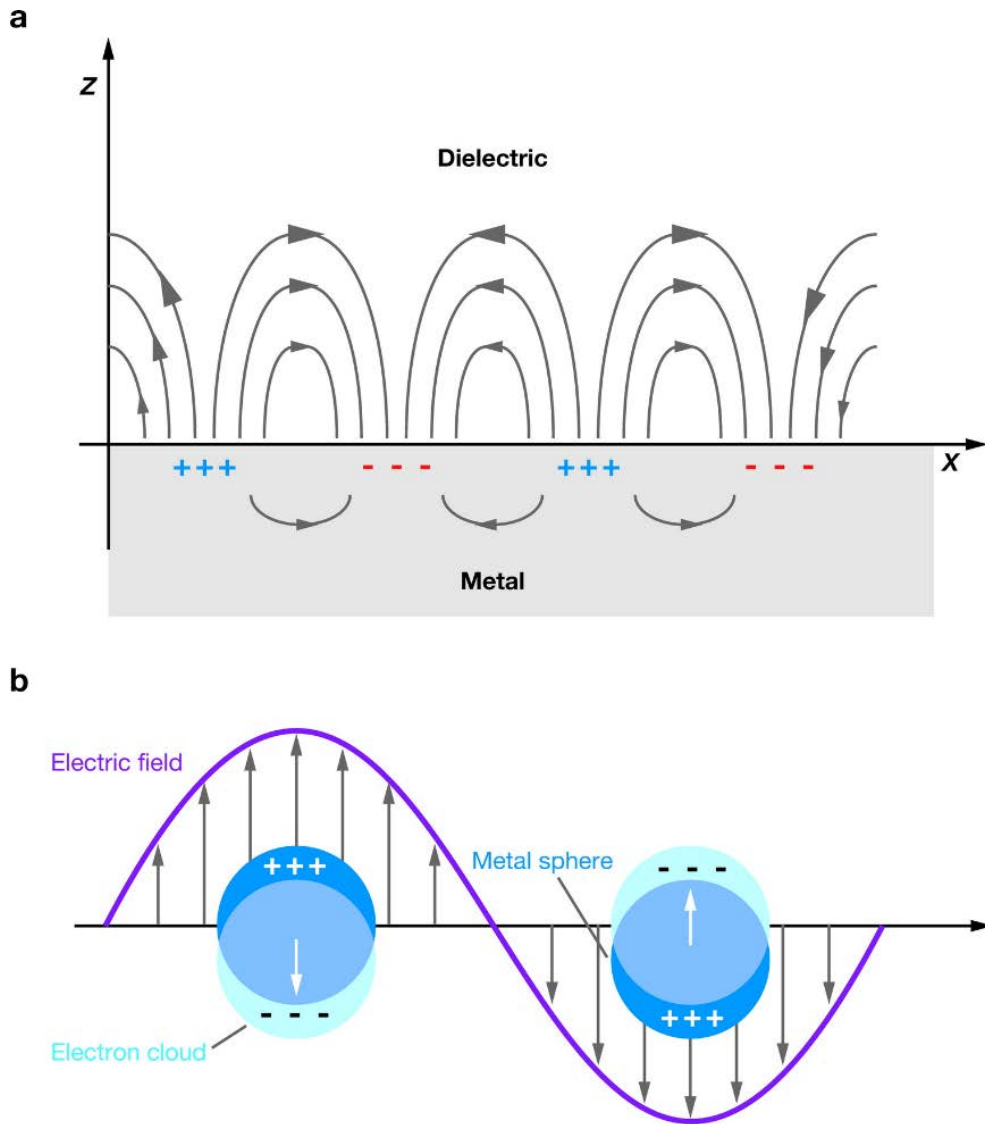 a
Z
Dielectric
+++ - - - +++ - - -
X
Metal
b
Electric field
+++
- - -
Metal sphere
- - -
+++
Electron cloud